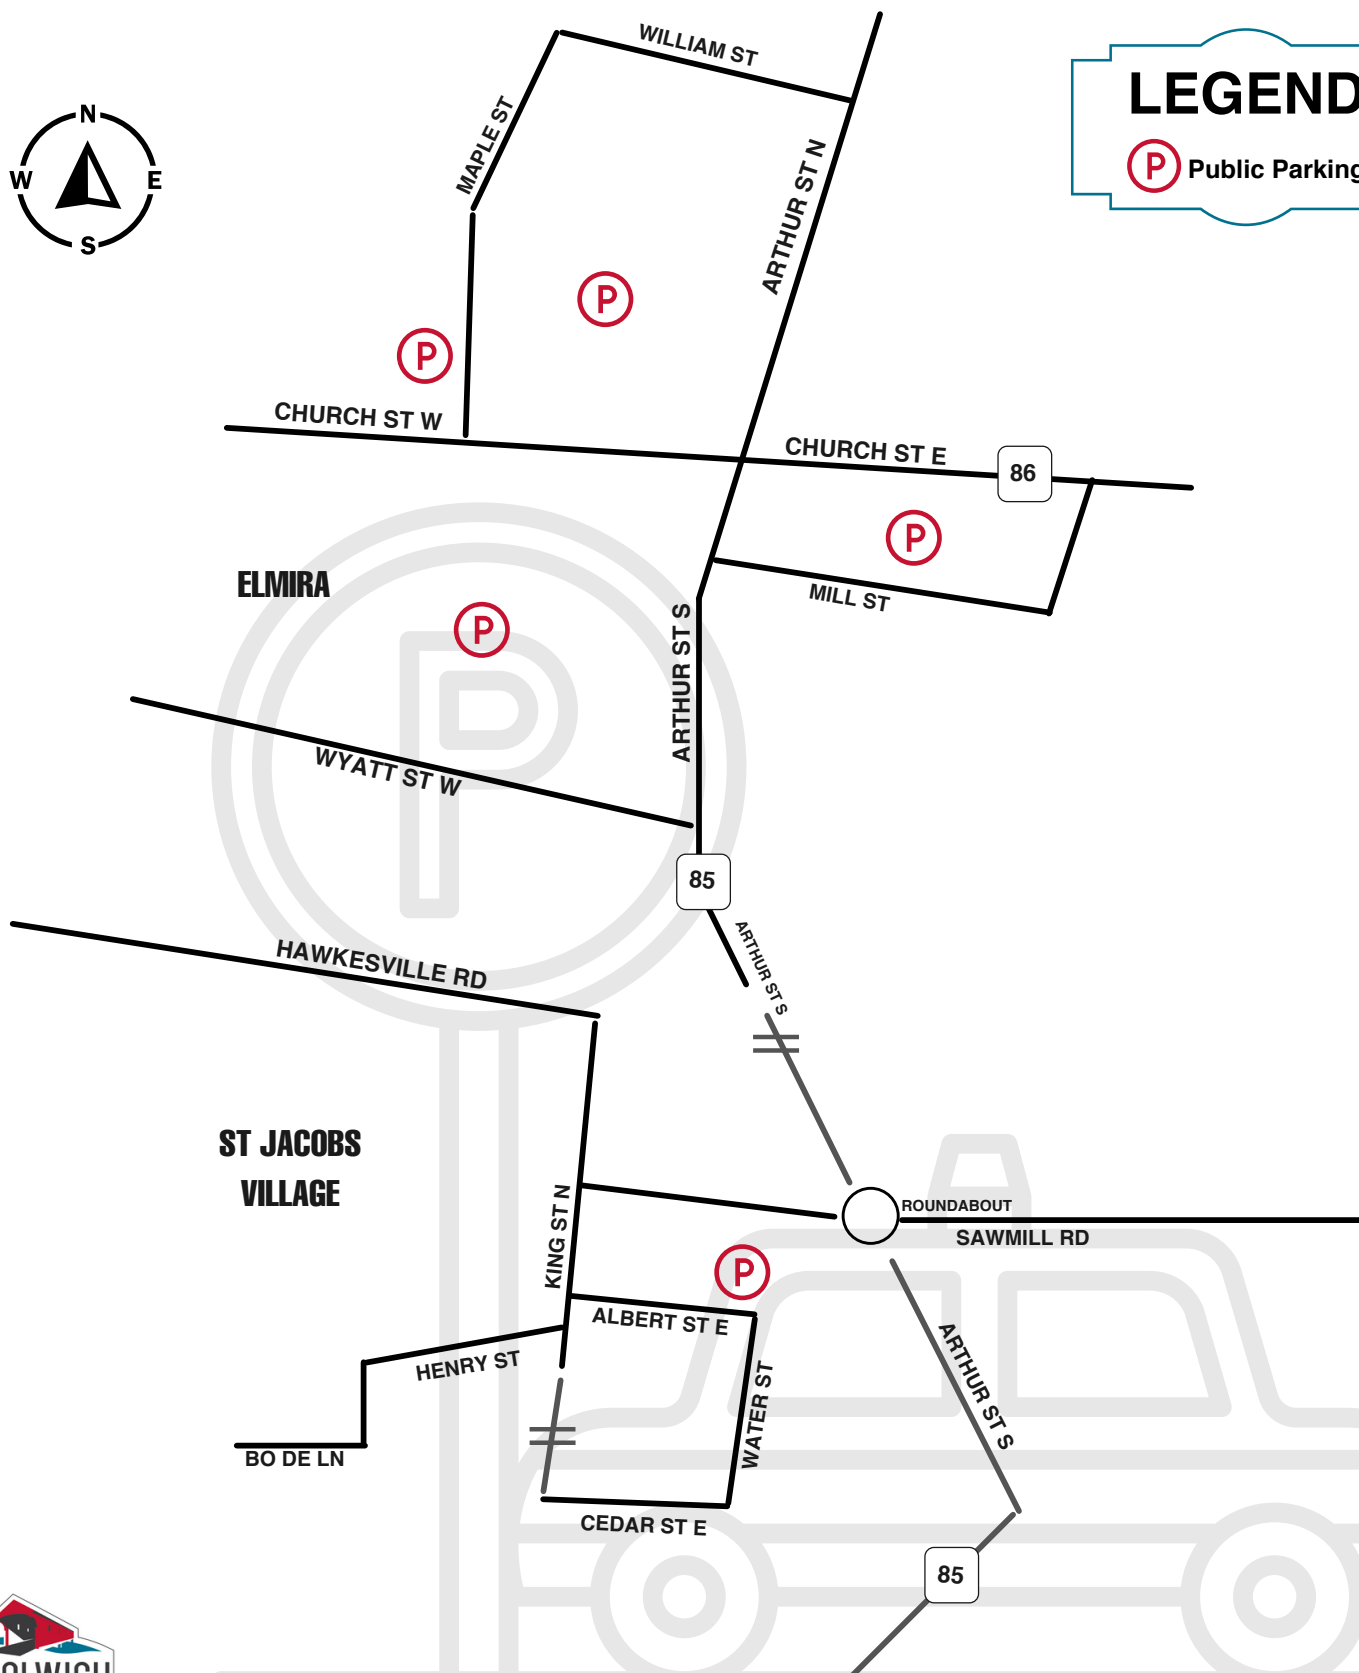 WILLIAM ST
LEGEND
P Public Parking
N
W E
S
MAPLE ST
ARTHUR ST N
P
P
CHURCH ST W
CHURCH ST E
86
P
MILL ST
ELMIRA
P
ARTHUR ST S
WYATT ST W
85
ARTHUR ST S
HAWKESVILLE RD
ST JACOBS
VILLAGE
KING ST N
ROUNDABOUT
SAWMILL RD
P
ALBERT ST E
HENRY ST
WATER ST
ARTHUR ST S
BO DE LN
CEDAR ST E
85